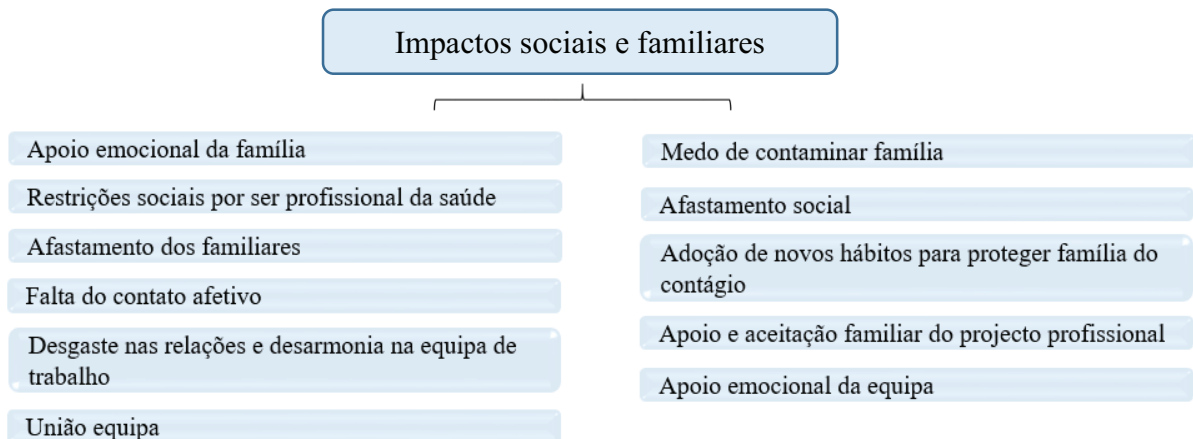 Impactos sociais e familiares
Apoio emocional da família
Restrições sociais por ser profissional da saúde
Afastamento dos familiares
Falta do contato afetivo
Desgaste nas relações e desarmonia na equipa de
trabalho
União equipa
Medo de contaminar família
Afastamento social
Adoção de novos hábitos para proteger família do
contágio
Apoio e aceitação familiar do projecto profissional
Apoio emocional da equipa